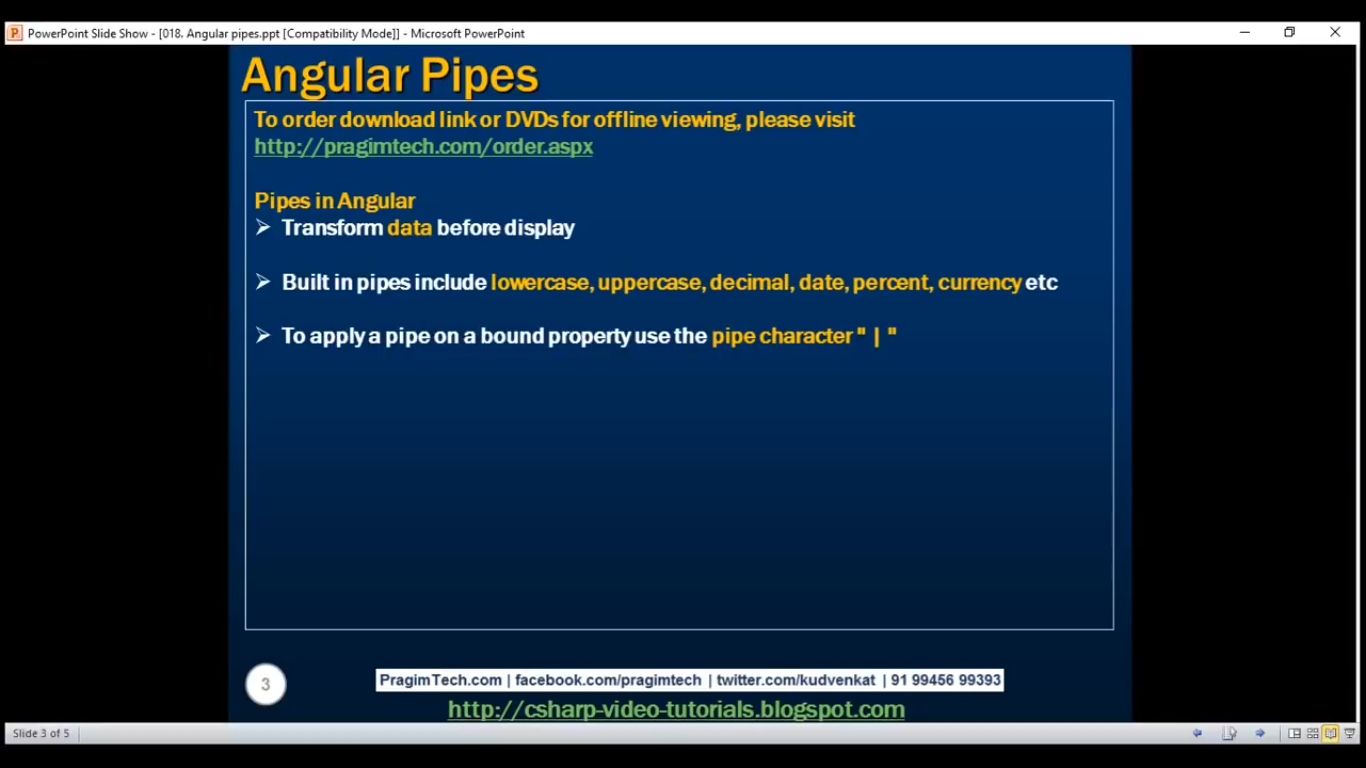 PowerPoint Slide Show - [018. Angular pipes.ppt [Compatibility Mode]] - Microsoft PowerPoint
Angular Pipes
To order download link or DVDs for offline viewing, please visit
http://pragimtech.com/order.aspx
Pipes in Angular
Transform data before display
Built in pipes include lowercase, uppercase, decimal, date, percent, currency etc
To apply a pipe on a bound property use the pipe character " | "
3
PragimTech.com | facebook.com/pragimtech | twitter.com/kudvenkat | 91 99456 99393
http://csharp-video-tutorials.blogspot.com
Slide 3 of 5